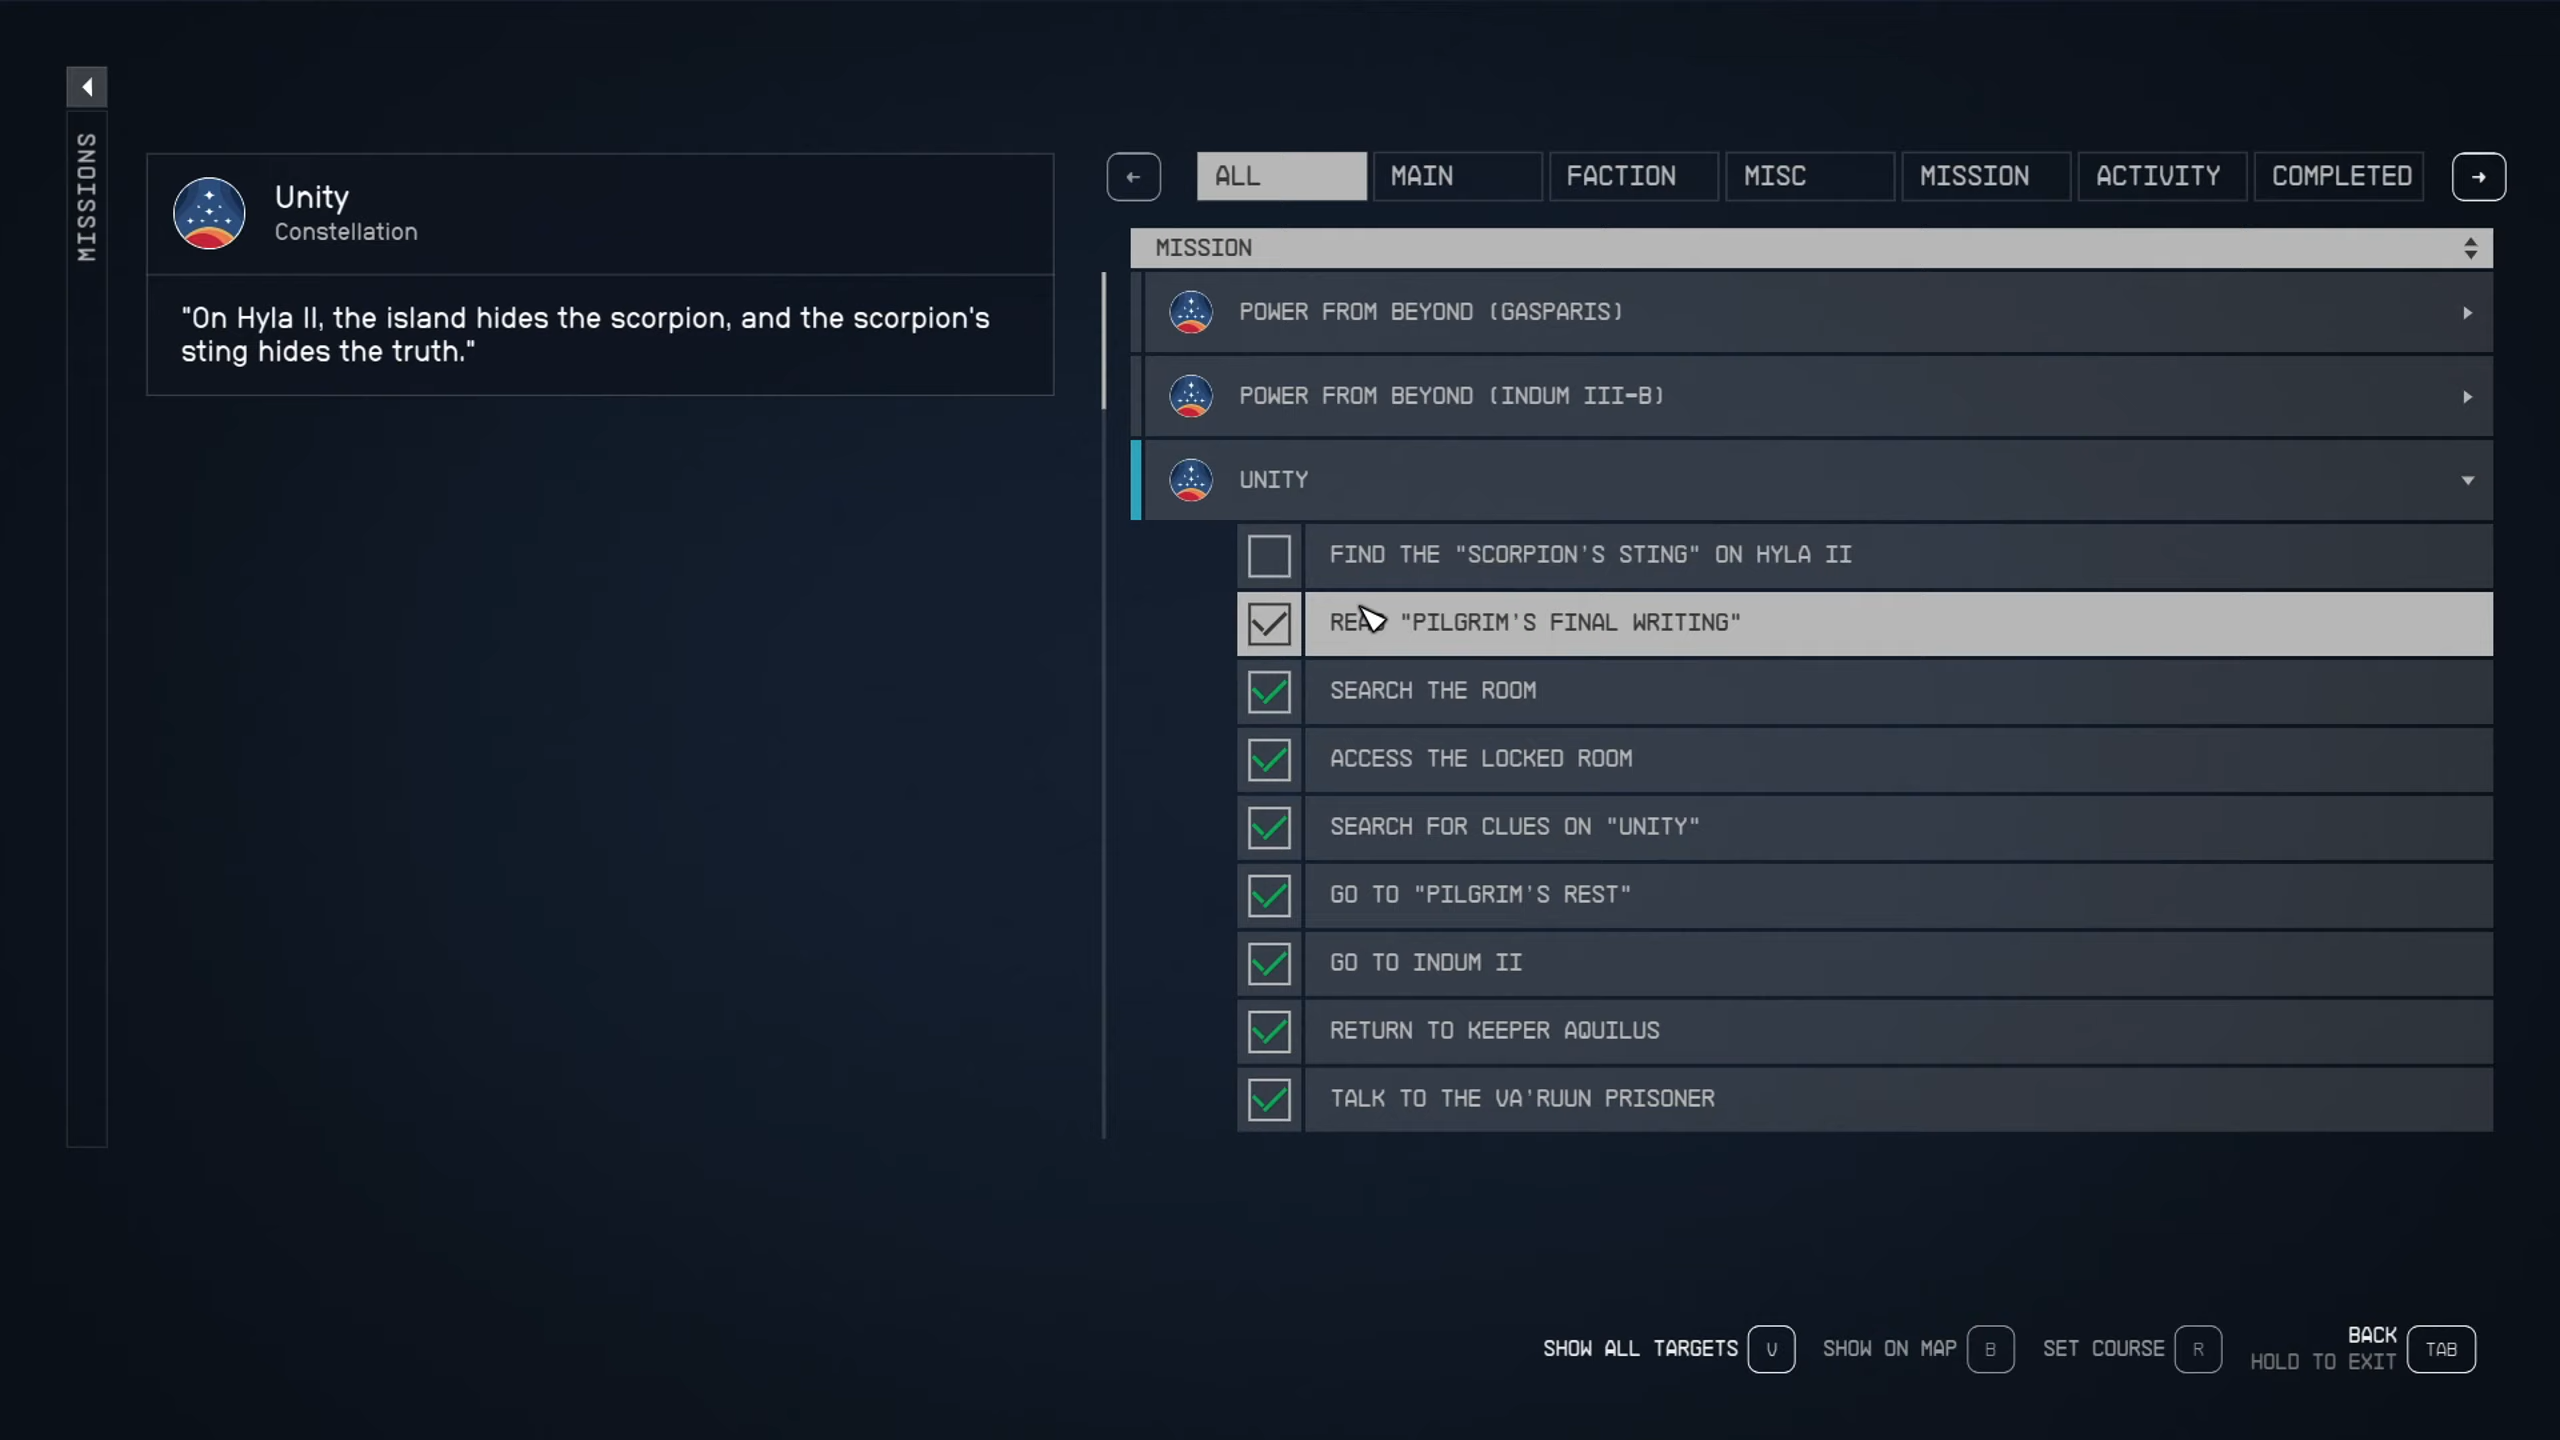 MISSIONS
Unity
Constellation
"On Hyla II, the island hides the scorpion, and the scorpion's
sting hides the truth."
ALL MAIN FACTION MISC MISSION ACTIVITY COMPLETED
MISSION
POWER FROM BEYOND (GASPARIS)
POWER FROM BEYOND (INDUM III-B)
UNITY
FIND THE "SCORPION'S STING" ON HYLA II
READ "PILGRIM'S FINAL WRITING"
SEARCH THE ROOM
ACCESS THE LOCKED ROOM
SEARCH FOR CLUES ON "UNITY"
GO TO "PILGRIM'S REST"
GO TO INDUM II
RETURN TO KEEPER AQUILUS
TALK TO THE VA'RUUN PRISONER
SHOW ALL TARGETS V SHOW ON MAP B SET COURSE R BACK TAB
HOLD TO EXIT